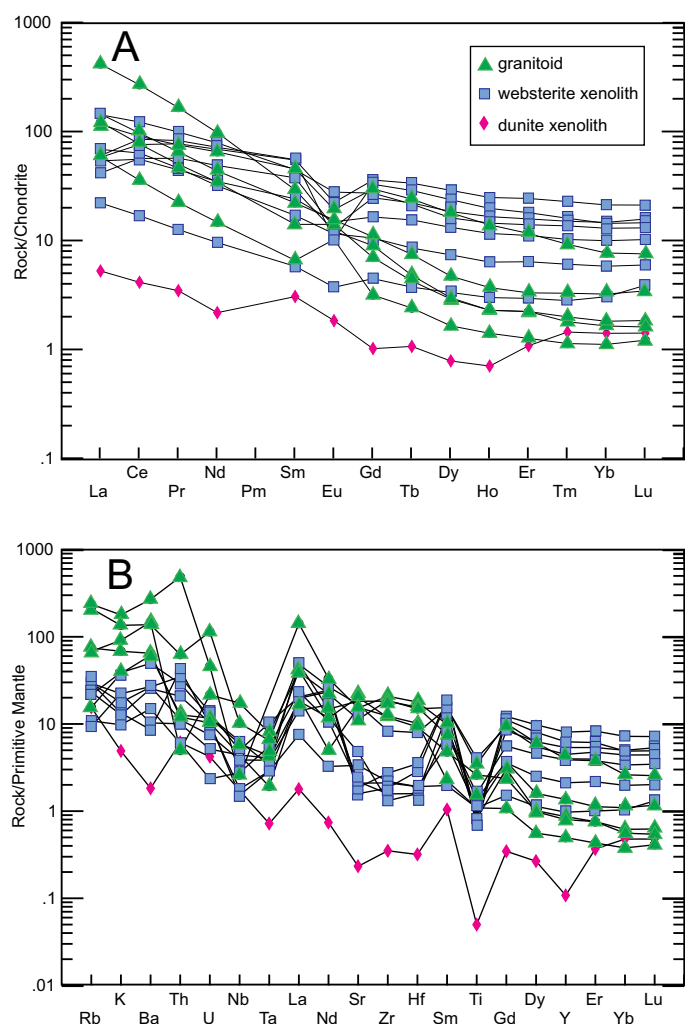 A
1000
100
10
1
.1
Rock/Chondrite
granitoid
websterite xenolith
dunite xenolith
Ce Nd Sm Gd Dy Er Yb
La Pr Pm Eu Tb Ho Tm Lu
B
1000
100
10
1
.1
.01
Rock/Primitive Mantle
K Th Nb La Sr Hf Ti Dy Er Lu
Rb Ba U Ta Nd Zr Sm Gd Y Yb